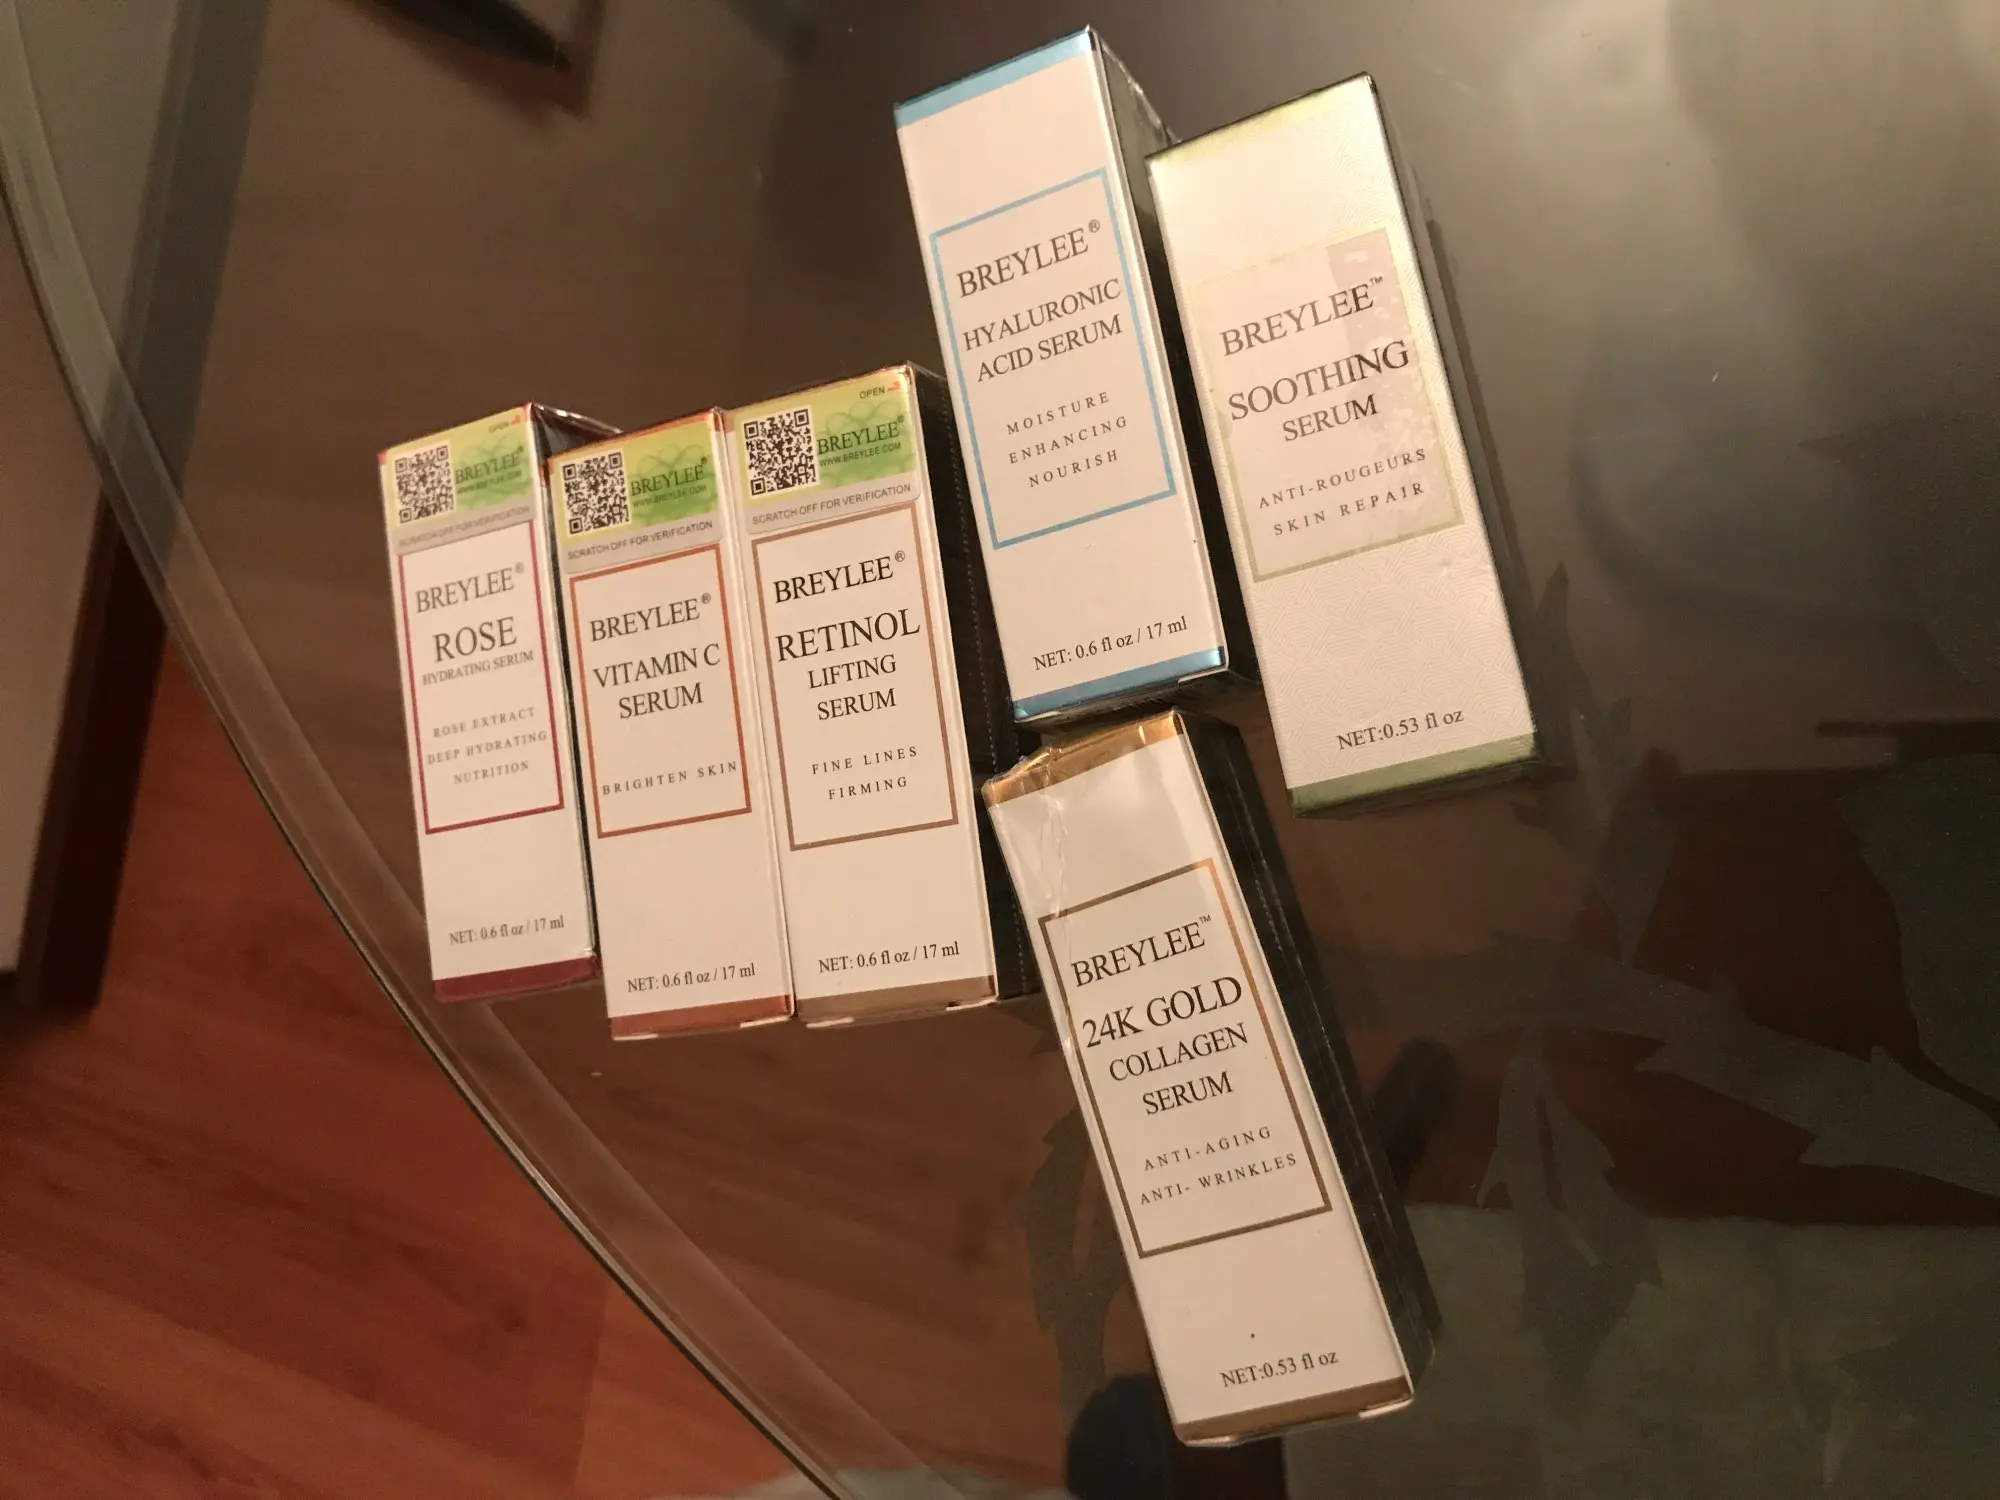 OPEN
BREYLEE®
WWW.BREYLEE.COM
SCRATCH OFF FOR VERIFICATION
BREYLEE®
ROSE
HYDRATING SERUM
ROSE EXTRACT
DEEP HYDRATING
NUTRITION
NET: 0.6 fl oz / 17 ml
BREYLEE®
WWW.BREYLEE.COM
SCRATCH OFF FOR VERIFICATION
BREYLEE®
VITAMIN C
SERUM
BRIGHTEN SKIN
NET: 0.6 fl oz / 17 ml
OPEN
BREYLEE®
WWW.BREYLEE.COM
SCRATCH OFF FOR VERIFICATION
BREYLEE®
RETINOL
LIFTING
SERUM
FINE LINES
FIRMING
NET: 0.6 fl oz / 17 ml
BREYLEE®
HYALURONIC
ACID SERUM
MOISTURE
ENHANCING
NOURISH
NET: 0.6 fl oz / 17 ml
BREYLEE™
SOOTHING
SERUM
ANTI-ROUGEURS
SKIN REPAIR
NET:0.53 fl oz
BREYLEE™
24K GOLD
COLLAGEN
SERUM
ANTI-AGING
ANTI- WRINKLES
NET:0.53 fl oz